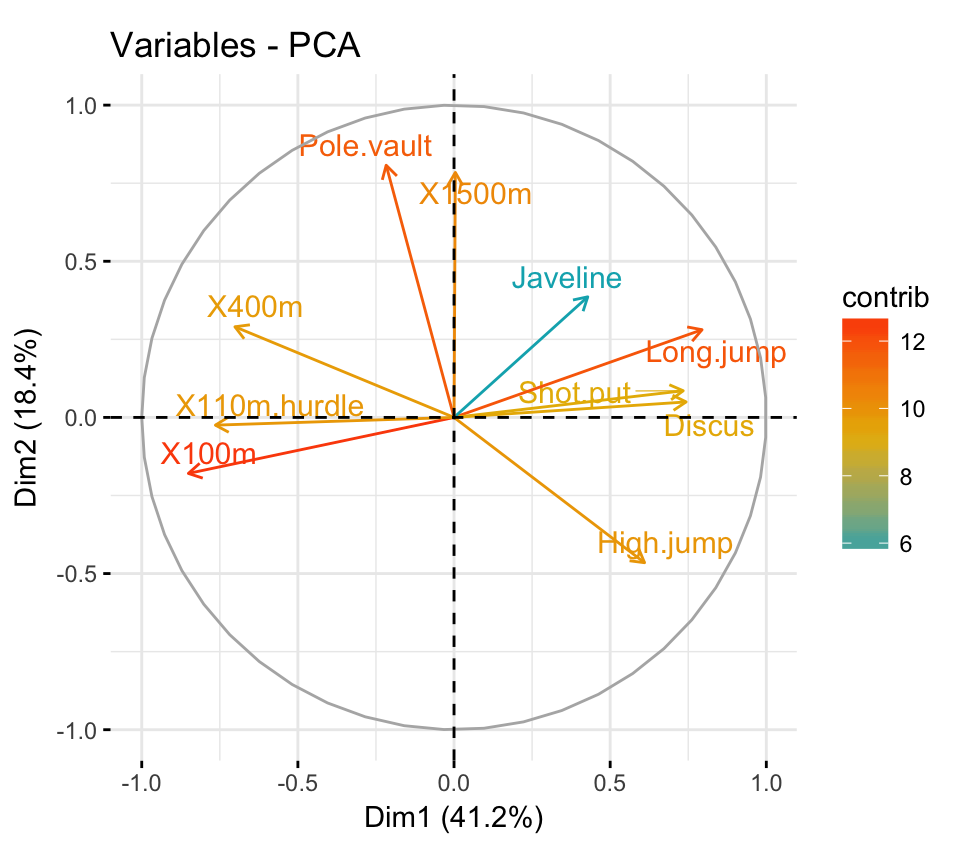 Variables - PCA
1.0
0.5
0.0
-0.5
-1.0
Dim2 (18.4%)
Pole.vault
X1500m
Javeline
X400m
Long.jump
Shot.put
X110m.hurdle
Discus
X100m
High.jump
-1.0
-0.5
0.0
0.5
1.0
Dim1 (41.2%)
contrib
12
10
8
6